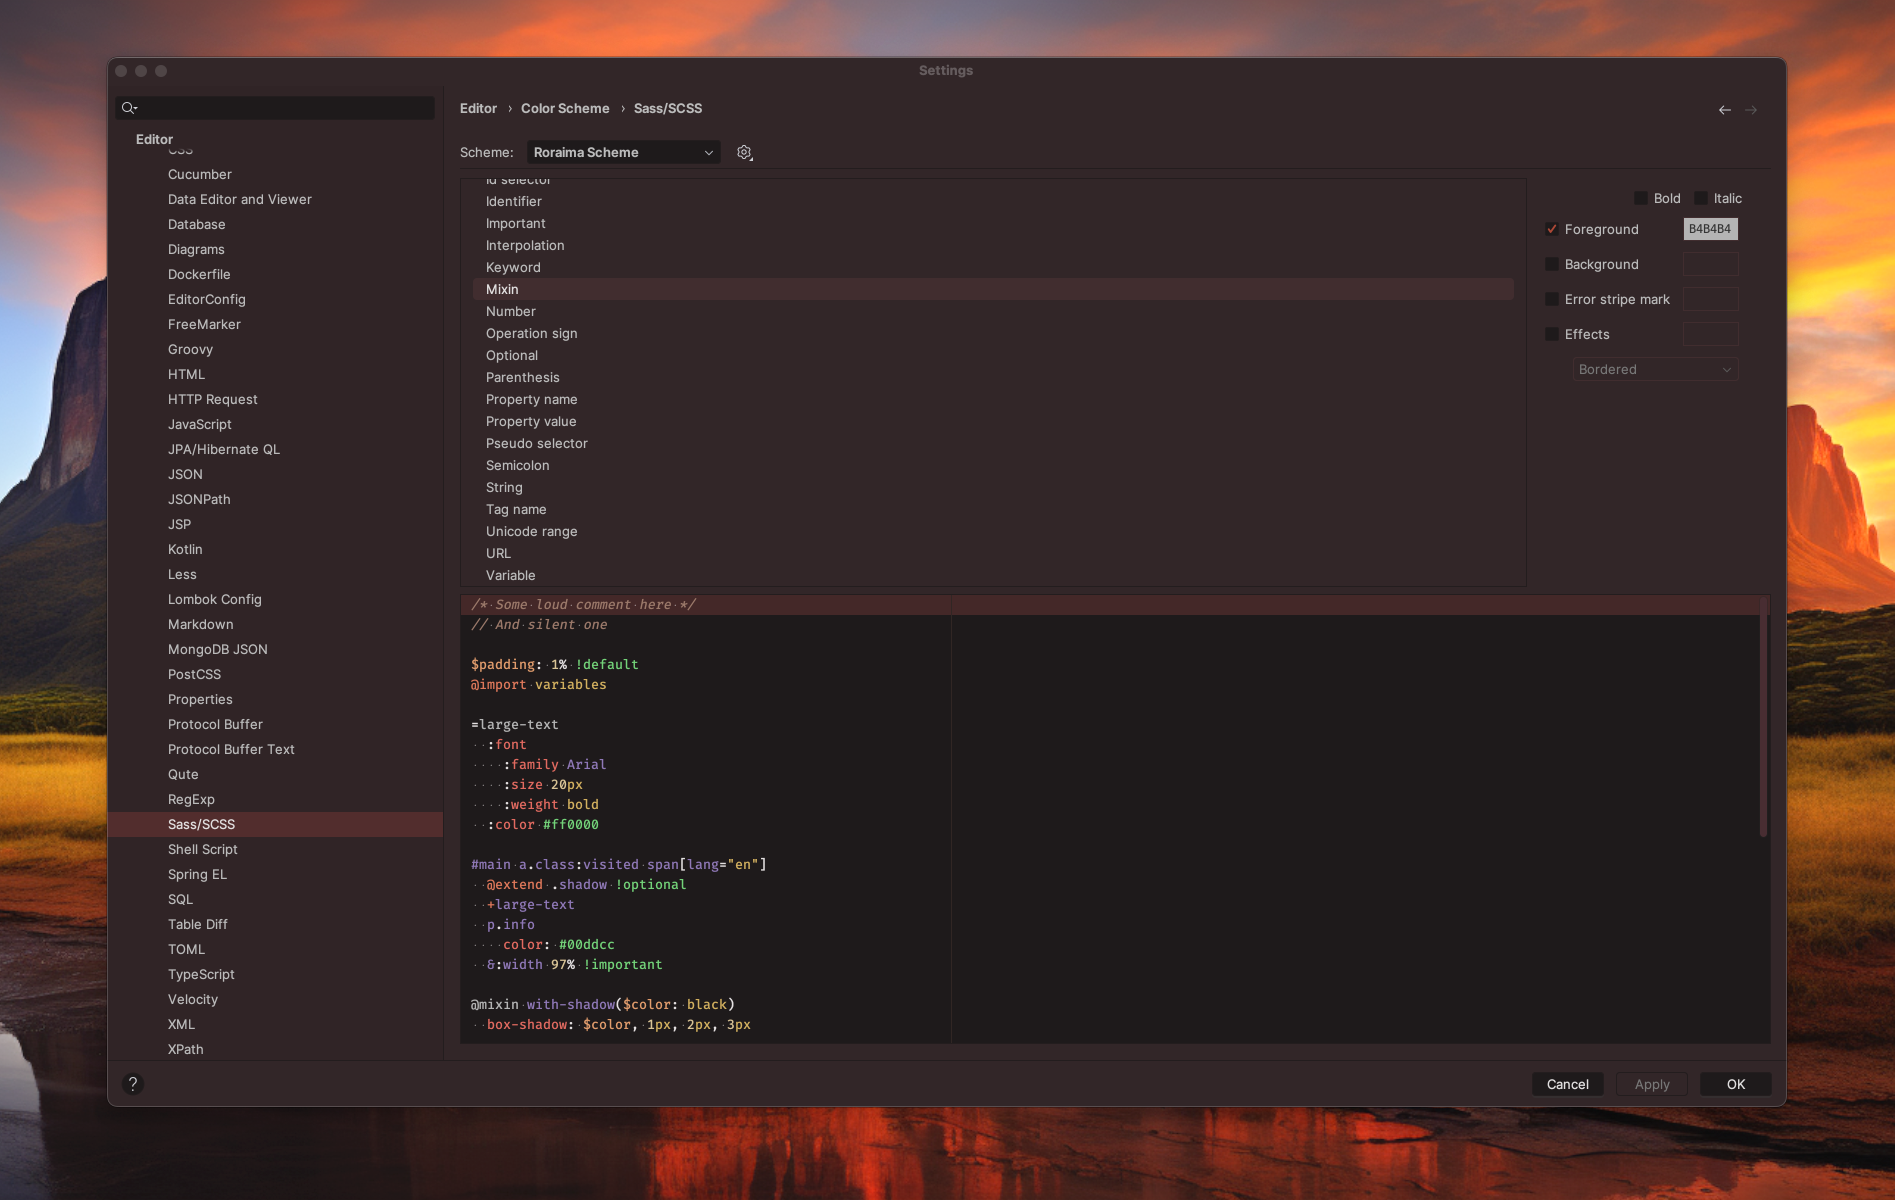 Settings
Editor
CSS
Cucumber
Data Editor and Viewer
Database
Diagrams
Dockerfile
EditorConfig
FreeMarker
Groovy
HTML
HTTP Request
JavaScript
JPA/Hibernate QL
JSON
JSONPath
JSP
Kotlin
Less
Lombok Config
Markdown
MongoDB JSON
PostCSS
Properties
Protocol Buffer
Protocol Buffer Text
Qute
RegExp
Sass/SCSS
Shell Script
Spring EL
SQL
Table Diff
TOML
TypeScript
Velocity
XML
XPath
?
Editor › Color Scheme › Sass/SCSS
Scheme: Roraima Scheme
Id selector
Identifier
Important
Interpolation
Keyword
Mixin
Number
Operation sign
Optional
Parenthesis
Property name
Property value
Pseudo selector
Semicolon
String
Tag name
Unicode range
URL
Variable
Bold Italic
Foreground B4B4B4
Background
Error stripe mark
Effects
Bordered
/* Some loud comment here */
// And silent one
$padding: 1% !default
@import variables
=large-text
:font
:family Arial
:size 20px
:weight bold
:color #ff0000
#main a.class:visited span[lang="en"]
@extend .shadow !optional
+large-text
p.info
color: #00ddcc
&:width 97% !important
@mixin with-shadow($color: black)
box-shadow: $color, 1px, 2px, 3px
Cancel Apply OK